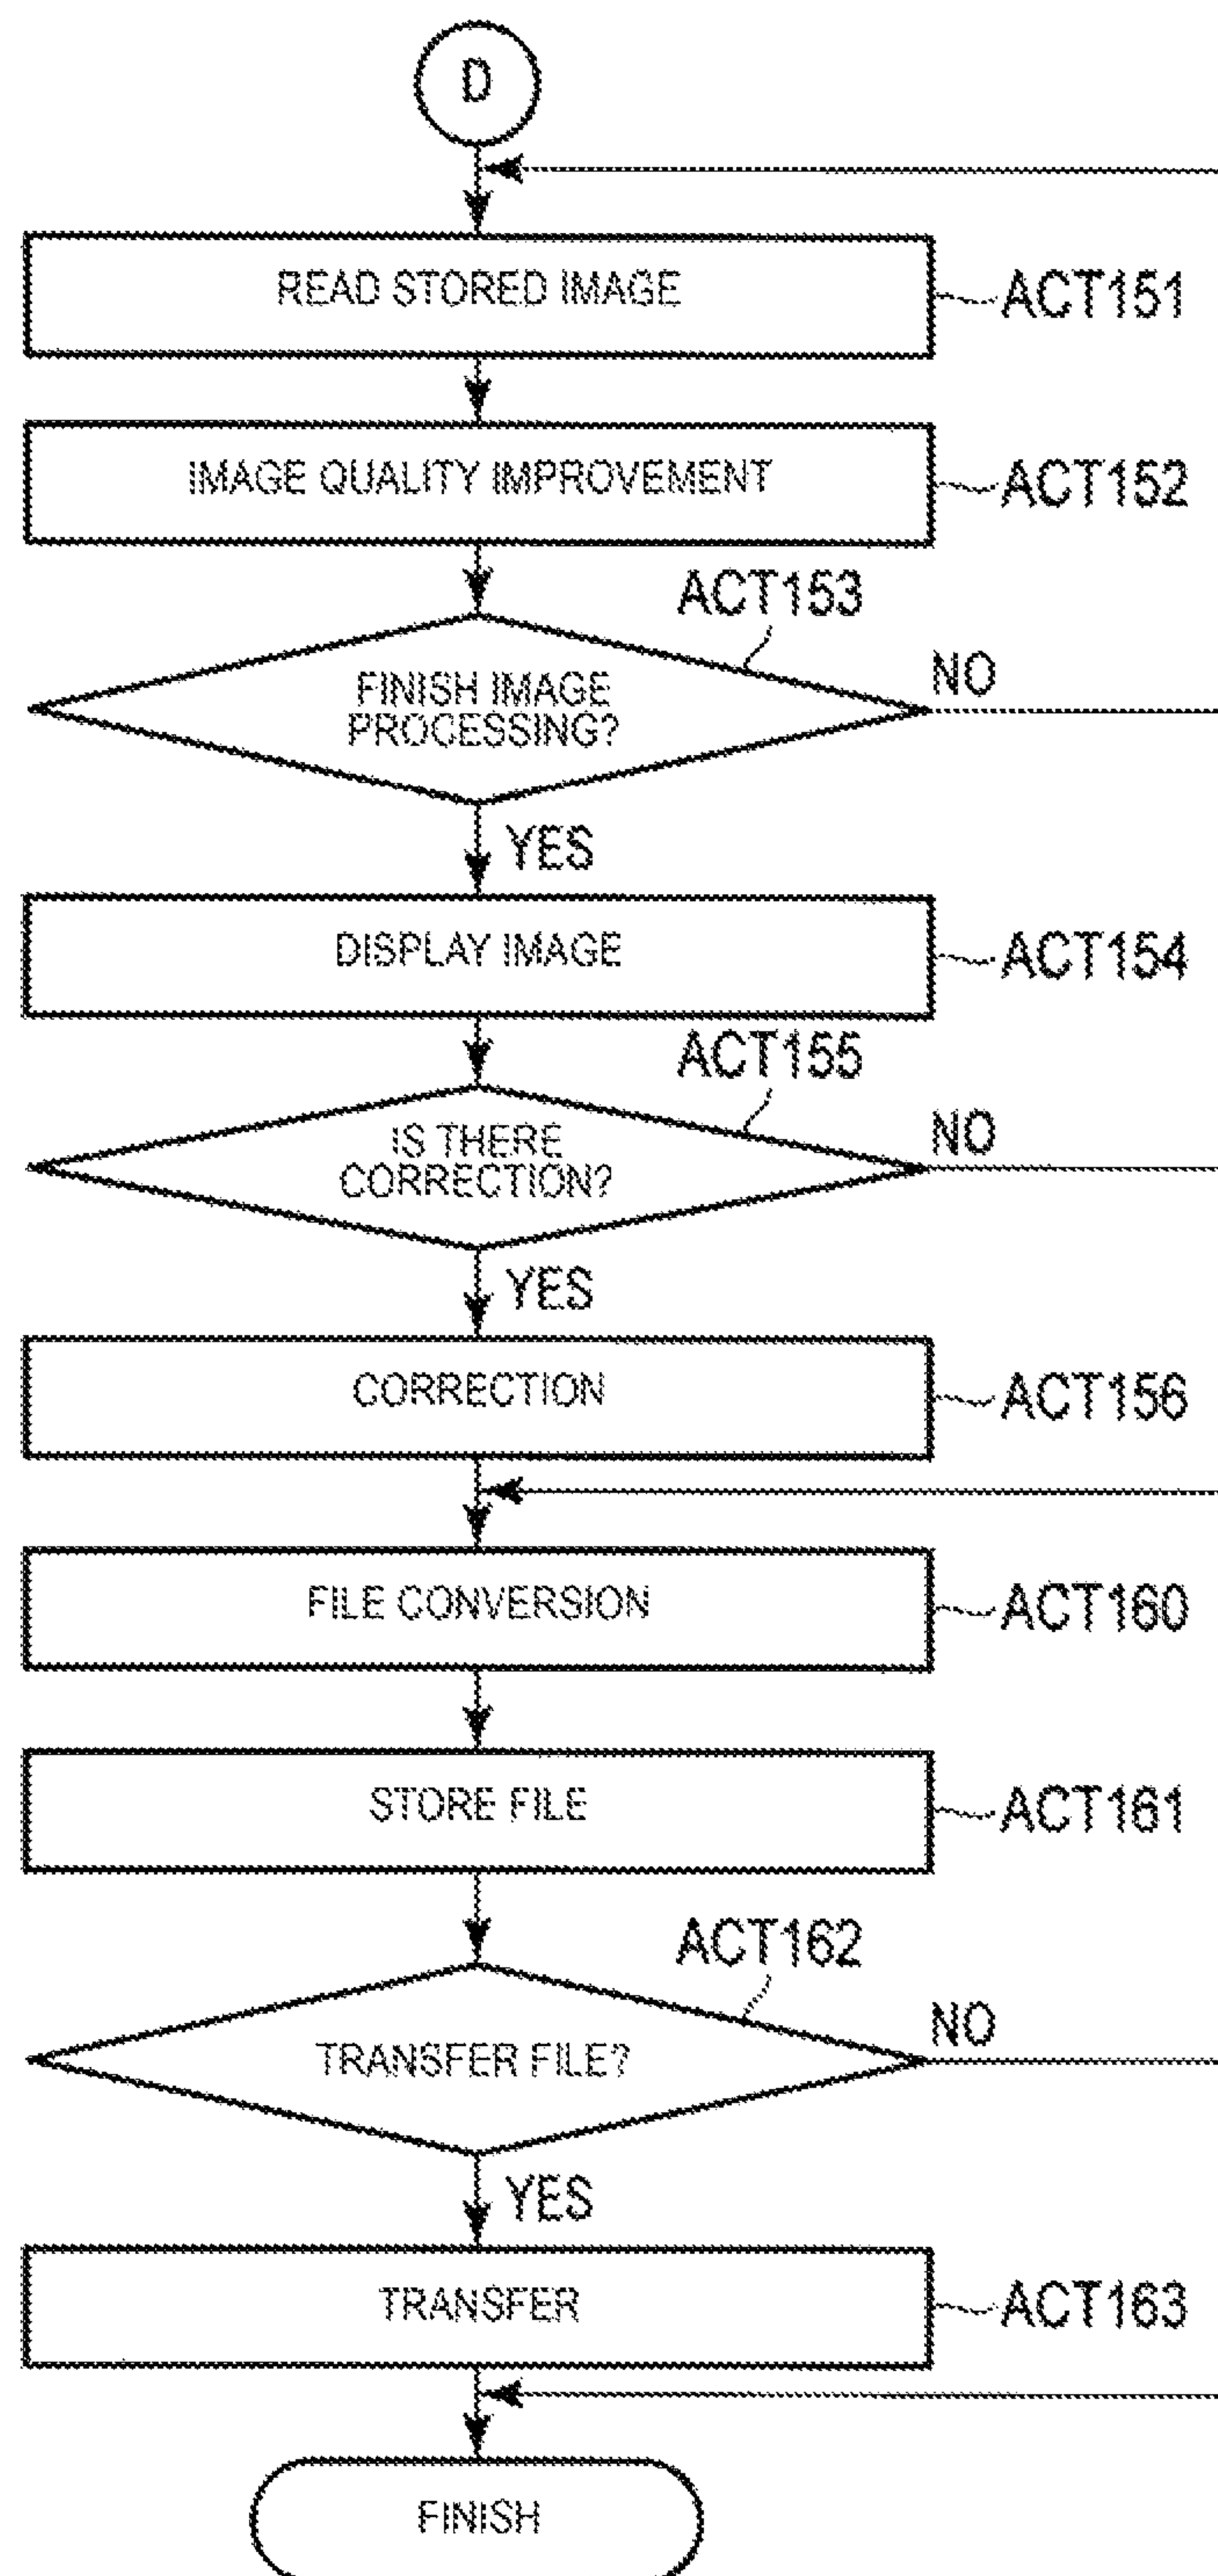 D
READ STORED IMAGE
ACT151
IMAGE QUALITY IMPROVEMENT
ACT152
ACT153
FINISH IMAGE
PROCESSING?
NO
YES
DISPLAY IMAGE
ACT154
ACT155
IS THERE
CORRECTION?
NO
YES
CORRECTION
ACT156
FILE CONVERSION
ACT160
STORE FILE
ACT161
ACT162
TRANSFER FILE?
NO
YES
TRANSFER
ACT163
FINISH